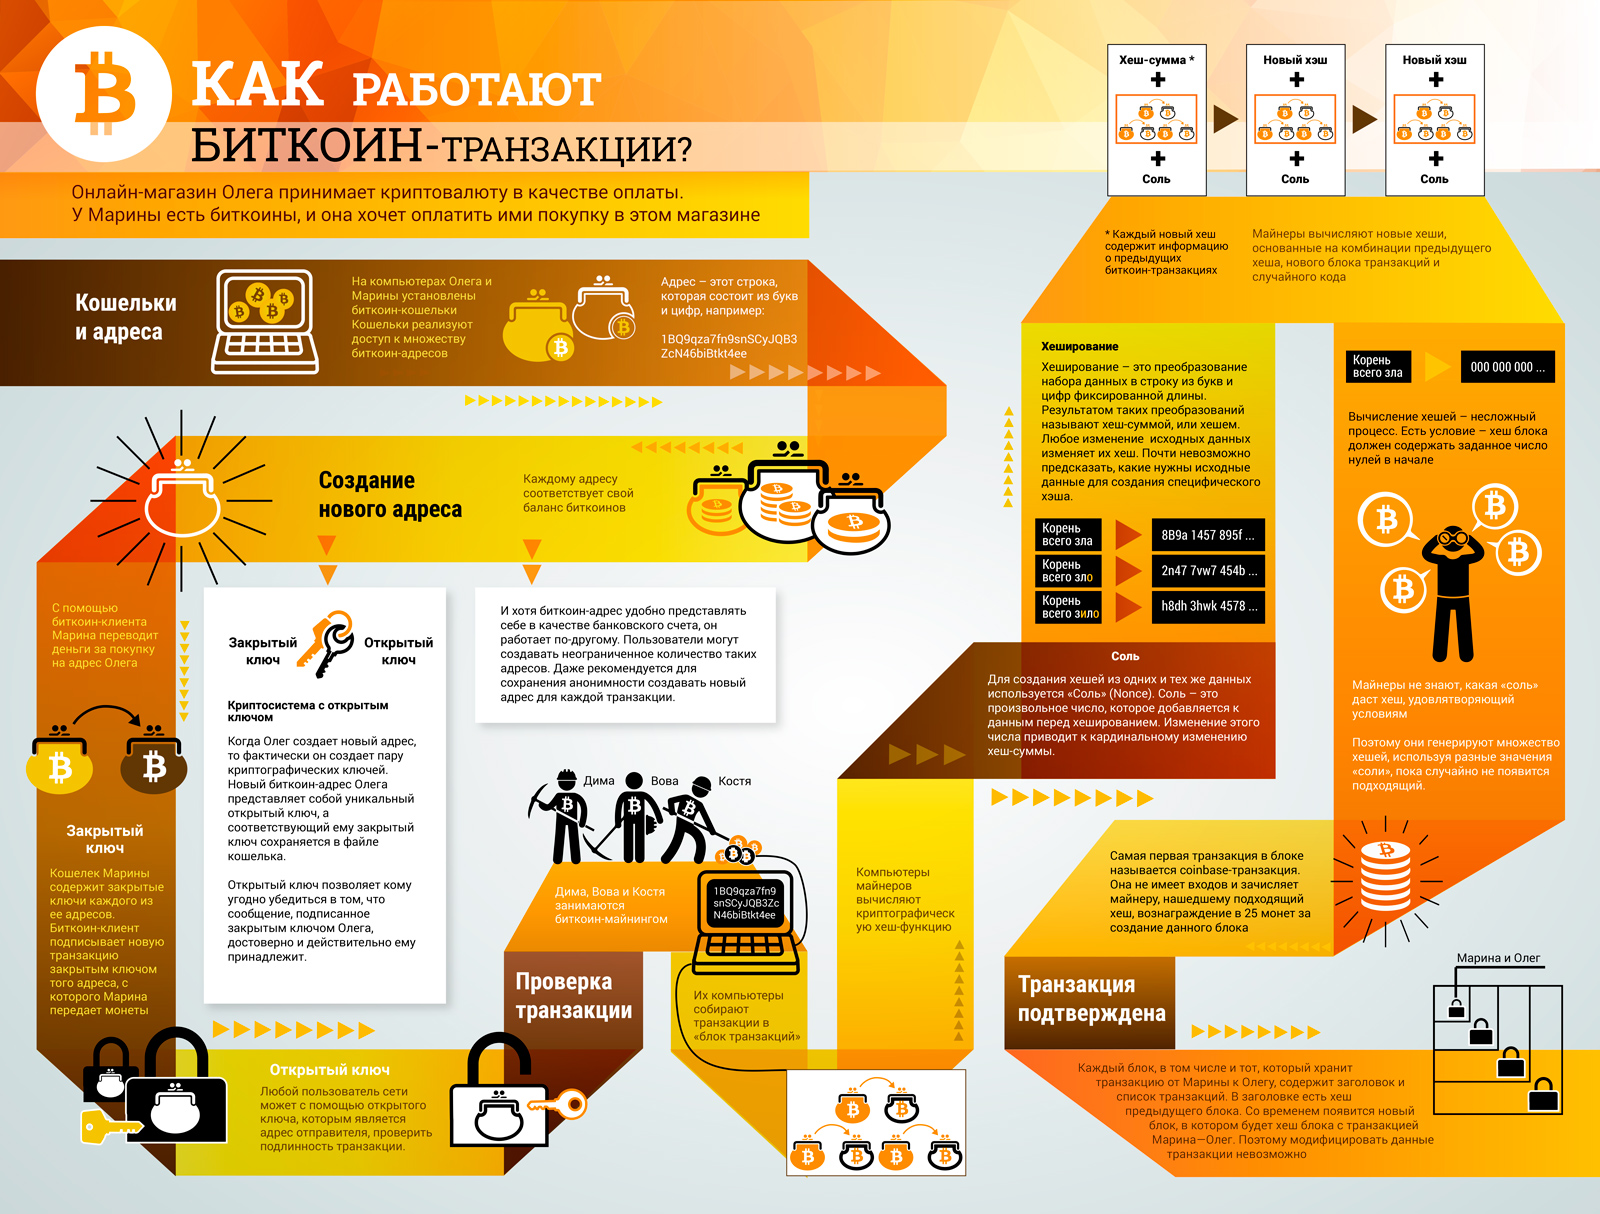 КАК РАБОТАЮТ
БИТКОИН-ТРАНЗАКЦИИ?
Онлайн-магазин Олега принимает криптовалюту в качестве оплаты.
У Марины есть биткоины, и она хочет оплатить ими покупку в этом магазине
Кошельки
и адреса
На компьютерах Олега и
Марины установлены
биткоин-кошельки
Кошельки реализуют
доступ к множеству
биткоин-адресов
Адрес – этот строка,
которая состоит из букв
и цифр, например:
1BQ9qza7fn9snSCyJQB3
ZcN46biBtkt4ee
Создание
нового адреса
Каждому адресу
соответствует свой
баланс биткоинов
С помощью
биткоин-клиента
Марина переводит
деньги за покупку
на адрес Олега
Закрытый
ключ
Открытый
ключ
Криптосистема с открытым
ключом
Когда Олег создает новый адрес,
то фактически он создает пару
криптографических ключей.
Новый биткоин-адрес Олега
представляет собой уникальный
открытый ключ, а
соответствующий ему закрытый
ключ сохраняется в файле
кошелька.
Открытый ключ позволяет кому
угодно убедиться в том, что
сообщение, подписанное
закрытым ключом Олега,
достоверно и действительно ему
принадлежит.
И хотя биткоин-адрес удобно представлять
себе в качестве банковского счета, он
работает по-другому. Пользователи могут
создавать неограниченное количество таких
адресов. Даже рекомендуется для
сохранения анонимности создавать новый
адрес для каждой транзакции.
Закрытый
ключ
Кошелек Марины
содержит закрытые
ключи каждого из
ее адресов.
Биткоин-клиент
подписывает новую
транзакцию
закрытым ключом
того адреса, с
которого Марина
передает монеты
Открытый ключ
Любой пользователь сети
может с помощью открытого
ключа, которым является
адрес отправителя, проверить
подлинность транзакции.
Проверка
транзакции
Дима
Вова
Костя
Дима, Вова и Костя
занимаются
биткоин-майнингом
1BQ9qza7fn9
snSCyJQB3Zc
N46biBtkt4ee
Их компьютеры
собирают
транзакции в
«блок транзакций»
Компьютеры
майнеров
вычисляют
криптографическ
ую хеш-функцию
Соль
Для создания хешей из одних и тех же данных
используется «Соль» (Nonce). Соль – это
произвольное число, которое добавляется к
данным перед хешированием. Изменение этого
числа приводит к кардинальному изменению
хеш-суммы.
Хеширование
Хеширование – это преобразование
набора данных в строку из букв и
цифр фиксированной длины.
Результатом таких преобразований
называют хеш-суммой, или хешем.
Любое изменение исходных данных
изменяет их хеш. Почти невозможно
предсказать, какие нужны исходные
данные для создания специфического
хэша.
Корень
всего зла
8B9a 1457 895f ...
Корень
всего зло
2n47 7vw7 454b ...
Корень
всего зило
h8dh 3hwk 4578 ...
Хеш-сумма *
+
+
Соль
Новый хэш
+
+
Соль
Новый хэш
+
+
Соль
* Каждый новый хеш
содержит информацию
о предыдущих
биткоин-транзакциях
Майнеры вычисляют новые хеши,
основанные на комбинации предыдущего
хеша, нового блока транзакций и
случайного кода
Корень
всего зла
000 000 000 ...
Вычисление хешей – несложный
процесс. Есть условие – хеш блока
должен содержать заданное число
нулей в начале
Майнеры не знают, какая «соль»
даст хеш, удовлятворяющий
условиям
Поэтому они генерируют множество
хешей, используя разные значения
«соли», пока случайно не появится
подходящий.
Самая первая транзакция в блоке
называется coinbase-транзакция.
Она не имеет входов и зачисляет
майнеру, нашедшему подходящий
хеш, вознаграждение в 25 монет за
создание данного блока
Транзакция
подтверждена
Марина и Олег
Каждый блок, в том числе и тот, который хранит
транзакцию от Марины к Олегу, содержит заголовок и
список транзакций. В заголовке есть хеш
предыдущего блока. Со временем появится новый
блок, в котором будет хеш блока с транзакцией
Марина—Олег. Поэтому модифицировать данные
транзакции невозможно